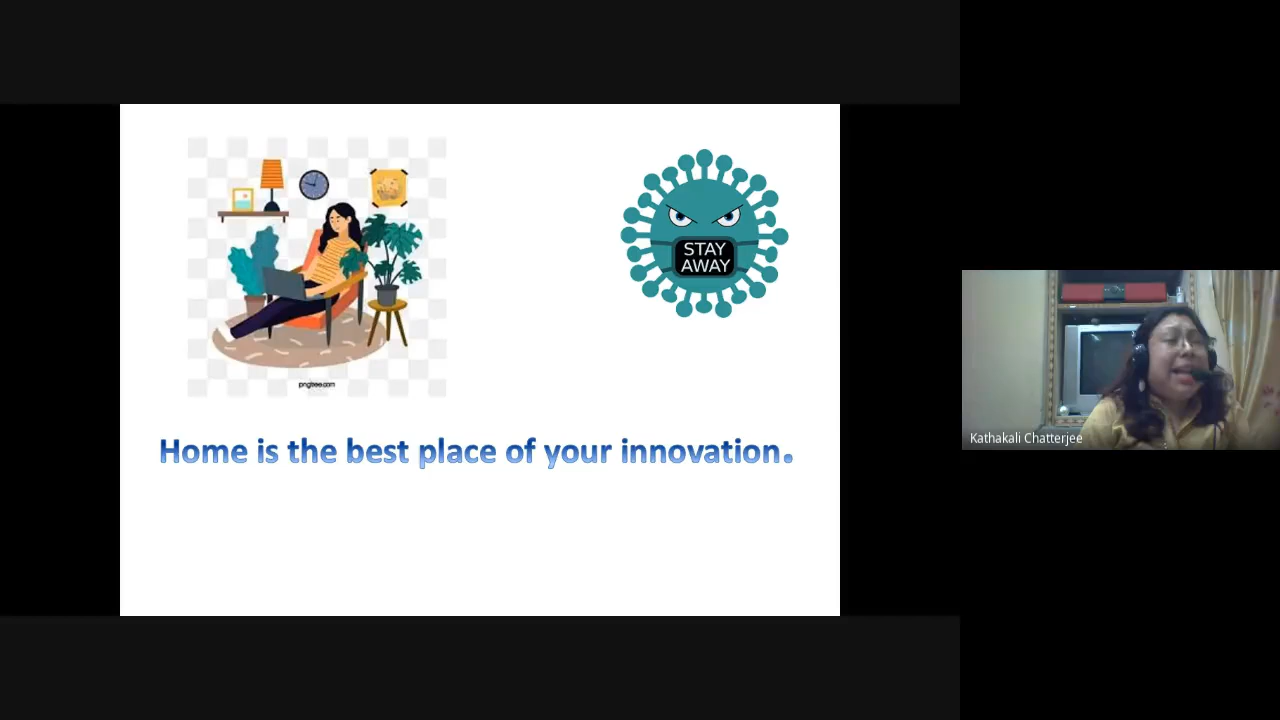 STAY
AWAY
pngtree.com
Home is the best place of your innovation.
Kathakali Chatterjee